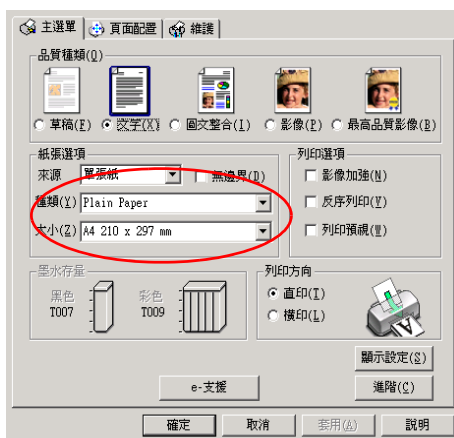 主選單 頁面配置 維護
品質種類(Q)
草稿(F) 文字(X) 圖文整合(I) 影像(P) 最高品質影像(B)
紙張選項
來源 單張紙 無邊界(D)
種類(Y) Plain Paper
大小(Z) A4 210 x 297 mm
列印選項
影像加強(N)
反序列印(Y)
列印預視(W)
墨水存量
黑色 T007 彩色 T009
列印方向
直印(T)
橫印(L)
顯示設定(S)
e-支援 進階(C)
確定 取消 套用(A) 說明